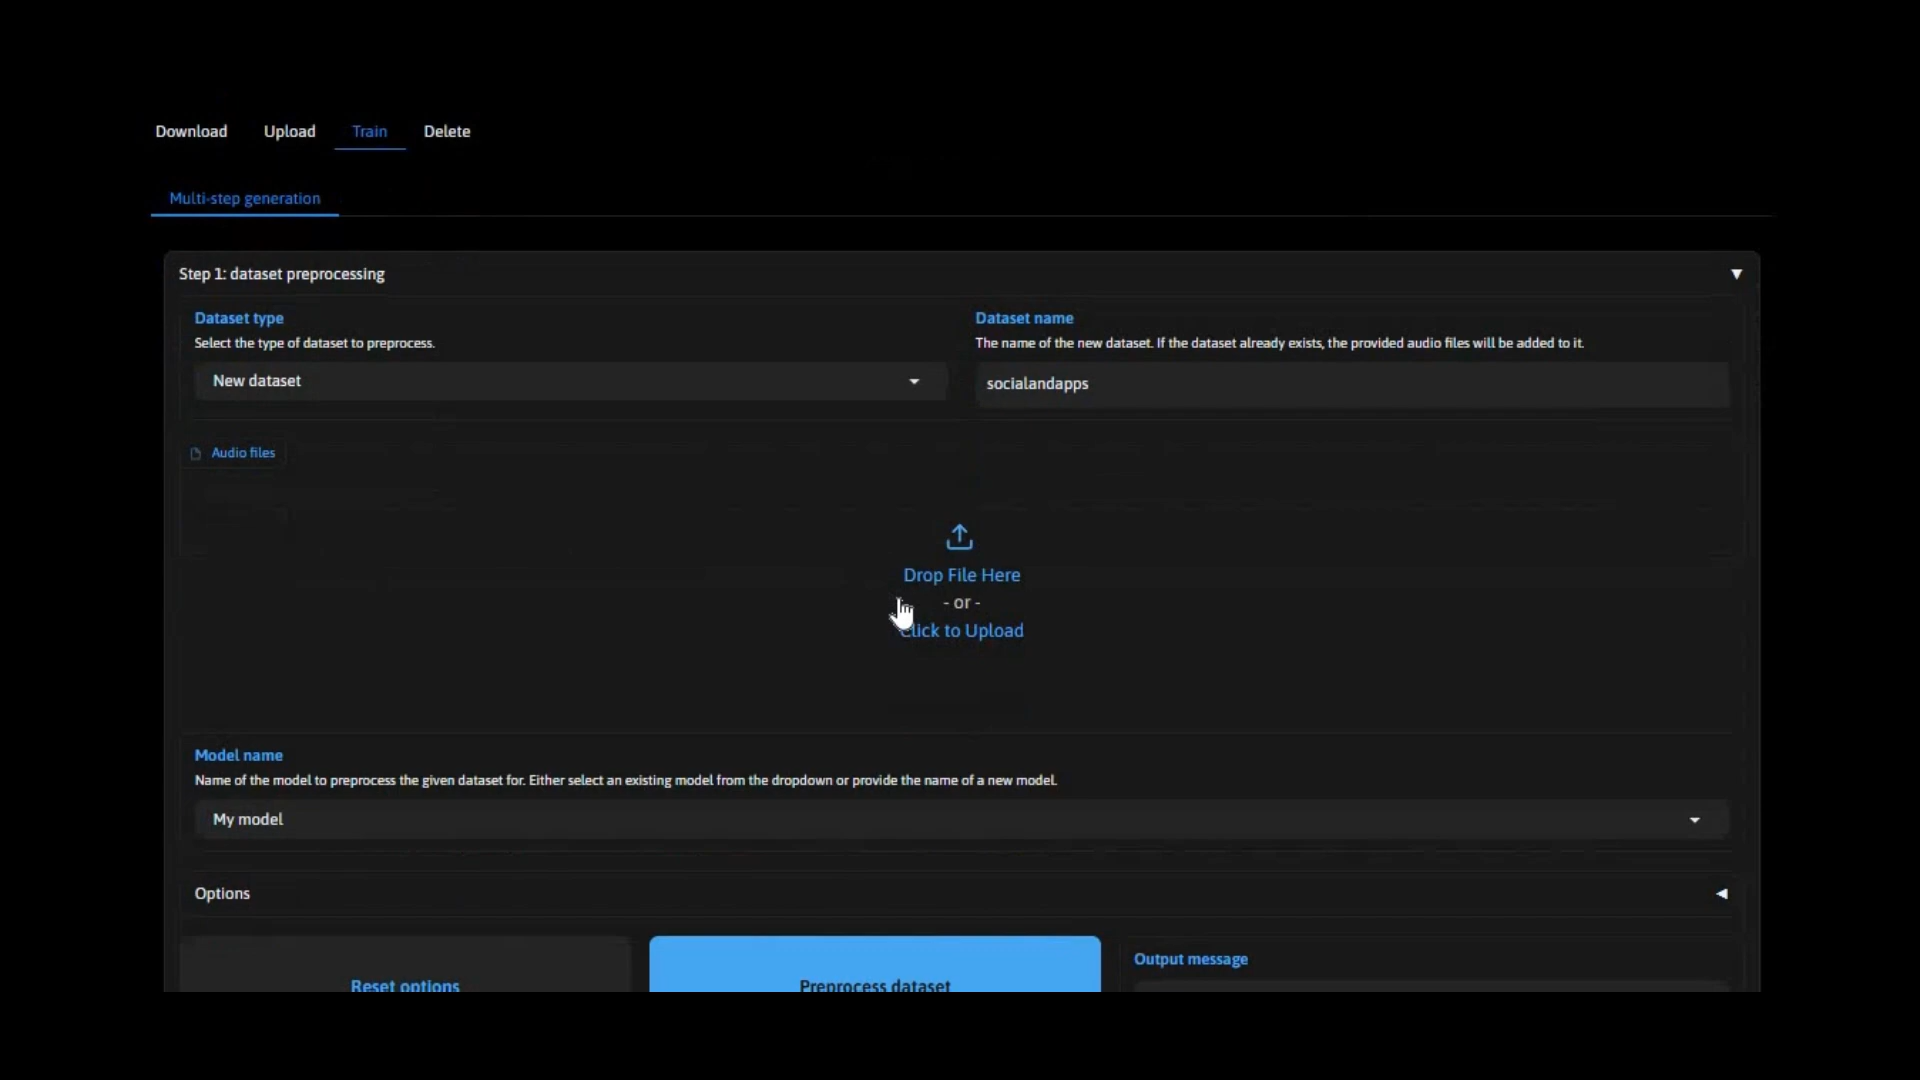 Download Upload Train Delete
Multi-step generation
Step 1: dataset preprocessing
Dataset type
Select the type of dataset to preprocess.
New dataset
Dataset name
The name of the new dataset. If the dataset already exists, the provided audio files will be added to it.
socialandapps
Audio files
Drop File Here
- or -
Click to Upload
Model name
Name of the model to preprocess the given dataset for. Either select an existing model from the dropdown or provide the name of a new model.
My model
Options
Reset options
Preprocess dataset
Output message